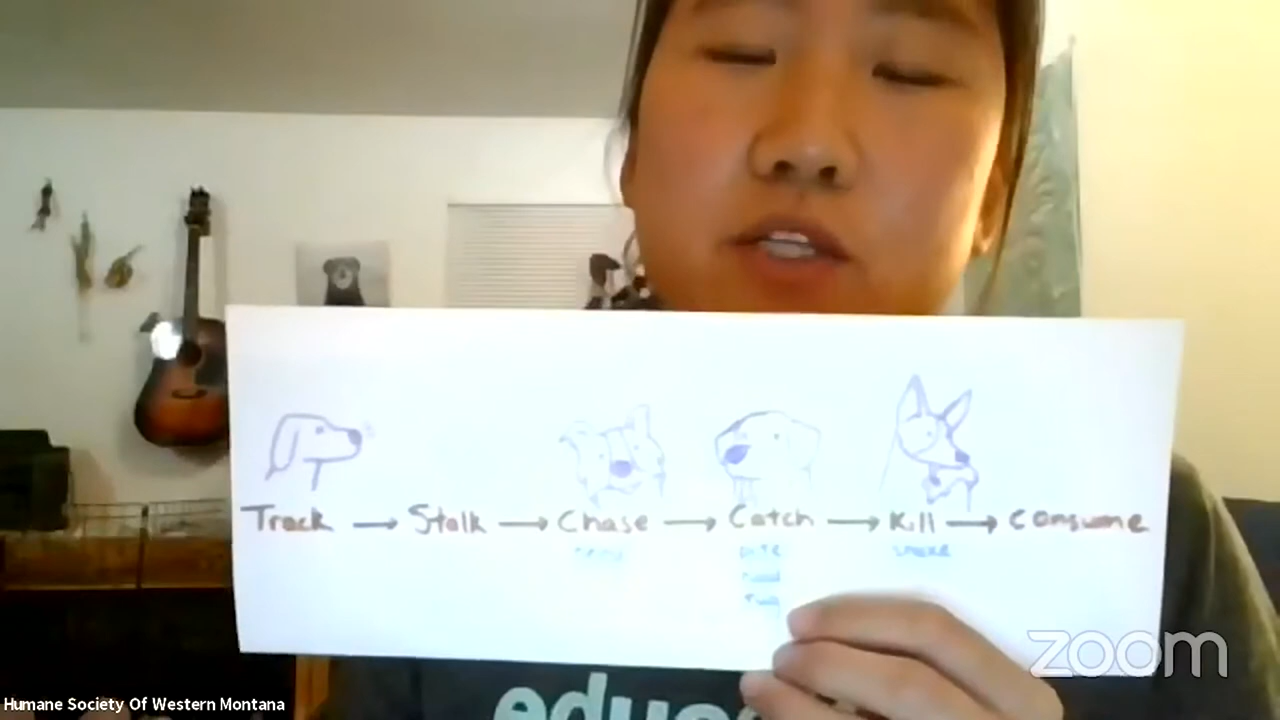 Track → Stalk → Chase → Catch → Kill → Consume
zoom
Humane Society Of Western Montana